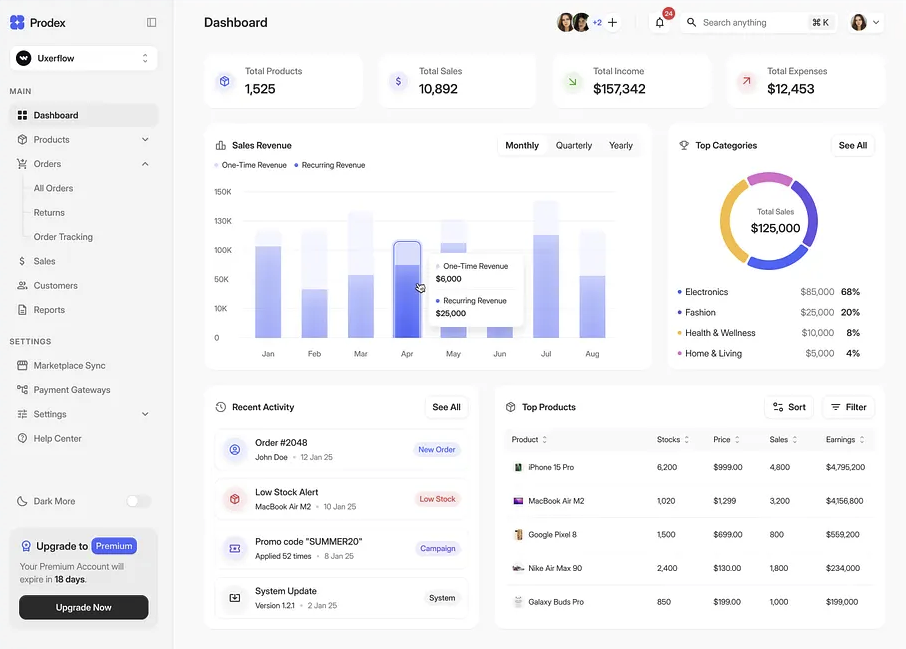 Prodex
Uxerflow
MAIN
Dashboard
Products
Orders
All Orders
Returns
Order Tracking
Sales
Customers
Reports
SETTINGS
Marketplace Sync
Payment Gateways
Settings
Help Center
Dark More
Upgrade to Premium
Your Premium Account will
expire in 18 days.
Upgrade Now
Dashboard
+2
24
Search anything
⌘ K
Total Products
1,525
Total Sales
10,892
Total Income
$157,342
Total Expenses
$12,453
Sales Revenue
Monthly Quarterly Yearly
One-Time Revenue Recurring Revenue
150K
130K
100K
50K
10K
0
Jan Feb Mar Apr May Jun Jul Aug
One-Time Revenue
$6,000
Recurring Revenue
$25,000
Top Categories
See All
Total Sales
$125,000
Electronics $85,000 68%
Fashion $25,000 20%
Health & Wellness $10,000 8%
Home & Living $5,000 4%
Recent Activity
See All
Order #2048
John Doe • 12 Jan 25
New Order
Low Stock Alert
MacBook Air M2 • 10 Jan 25
Low Stock
Promo code "SUMMER20"
Applied 52 times • 8 Jan 25
Campaign
System Update
Version 1.2.1 • 2 Jan 25
System
Top Products
Sort
Filter
Product Stocks Price Sales Earnings
iPhone 15 Pro 6,200 $999.00 4,800 $4,795,200
MacBook Air M2 1,020 $1,299 3,200 $4,156,800
Google Pixel 8 1,500 $699.00 800 $559,200
Nike Air Max 90 2,400 $130.00 1,800 $234,000
Galaxy Buds Pro 850 $199.00 1,000 $199,000